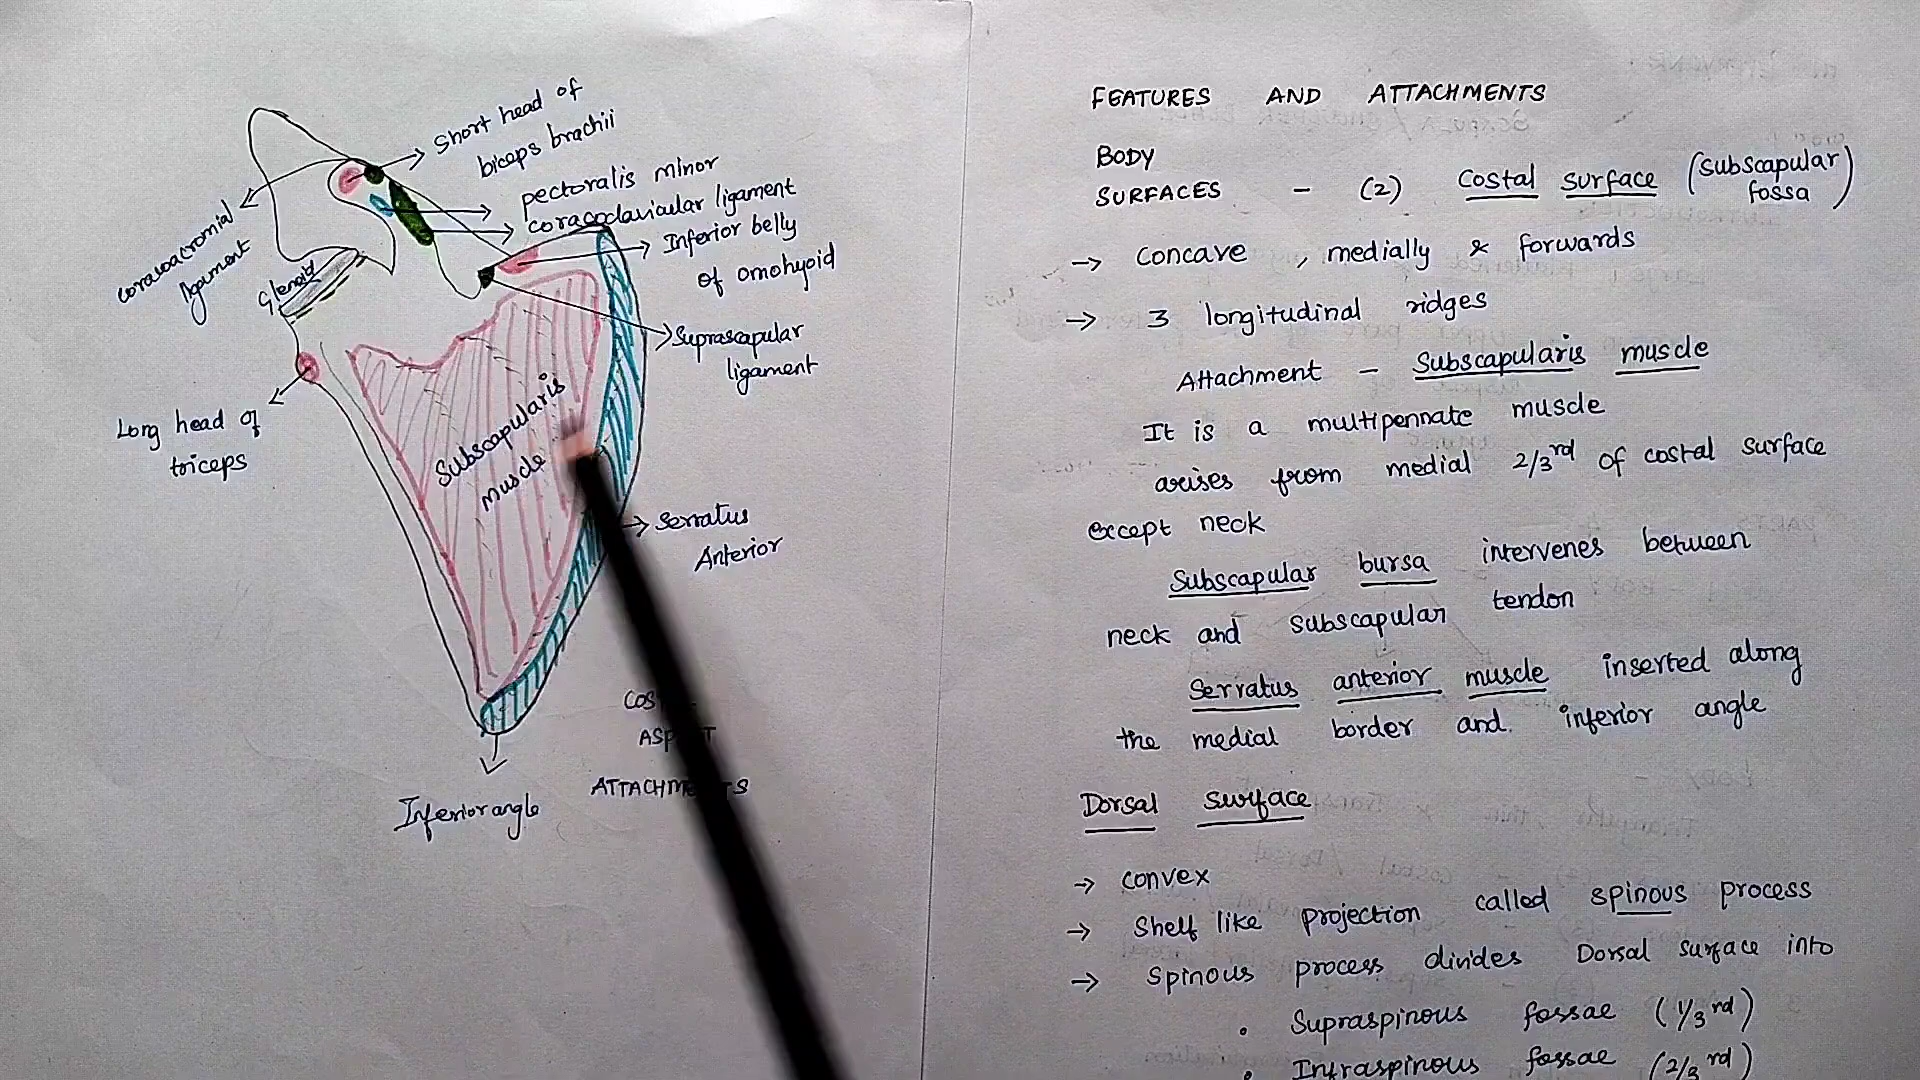 Short head of
biceps brachii
pectoralis minor
coracoclavicular ligament
Inferior belly
of omohyoid
coracoacromial
ligament
Glenoid
Suprascapular
ligament
Long head of
triceps
Subscapularis
muscle
Serratus
Anterior
ATTACHMENTS
Inferior angle
FEATURES AND ATTACHMENTS
BODY
SURFACES - (2) Costal surface (subscapular
fossa)
→ Concave , medially & forwards
→ 3 longitudinal ridges
Attachment - Subscapularis muscle
It is a multipennate muscle
arises from medial 2/3rd of costal surface
except neck
Subscapular bursa intervenes between
neck and subscapular tendon
Serratus anterior muscle inserted along
the medial border and. inferior angle
Dorsal surface
→ convex
→ Shelf like projection called spinous process
→ Spinous process divides Dorsal surface into
• Supraspinous fossae (1/3rd)
• Infraspinous fossae (2/3rd)